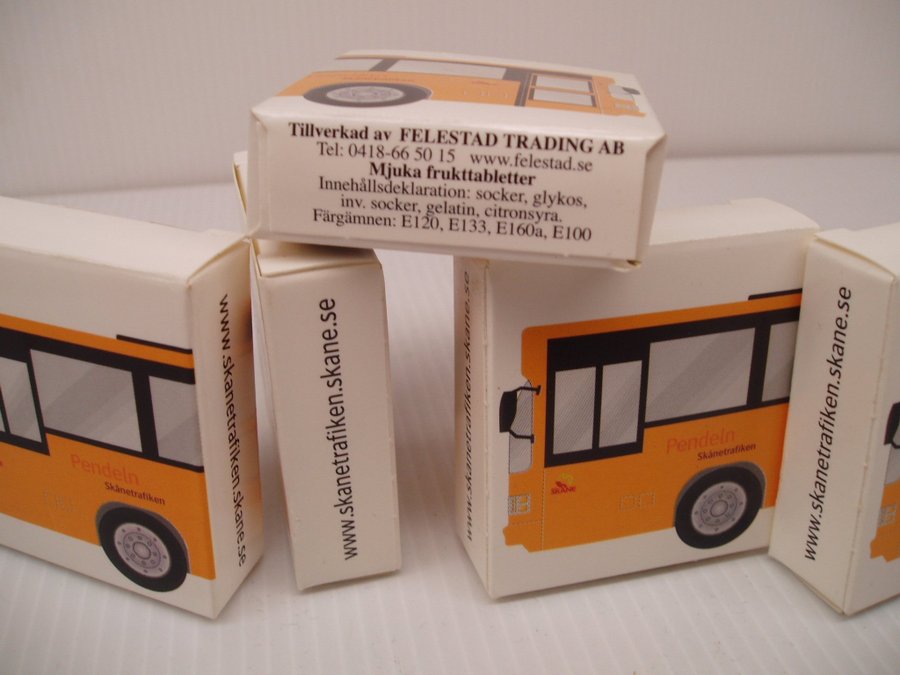 Tillverkad av FELESTAD TRADING AB
Tel: 0418-66 50 15 www.felestad.se
Mjuka frukttabletter
Innehållsdeklaration: socker, glykos,
inv. socker, gelatin, citronsyra.
Färgämnen: E120, E133, E160a, E100
Pendeln
Skånetrafiken
www.skanetrafiken.skane.se
www.skanetrafiken.skane.se
www.skanetrafiken.skane.se
SKÅNE
Pendeln
Skånetrafiken
www.skanetrafiken.skane.se